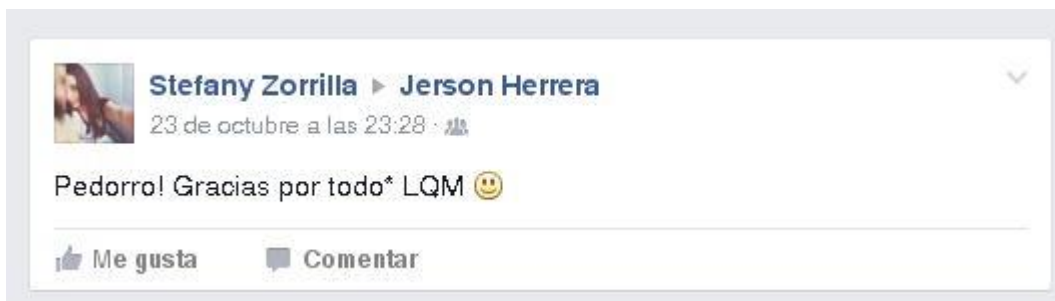 Stefany Zorrilla ▸ Jerson Herrera
23 de octubre a las 23:28 ·
Pedorro! Gracias por todo* LQM
Me gusta Comentar